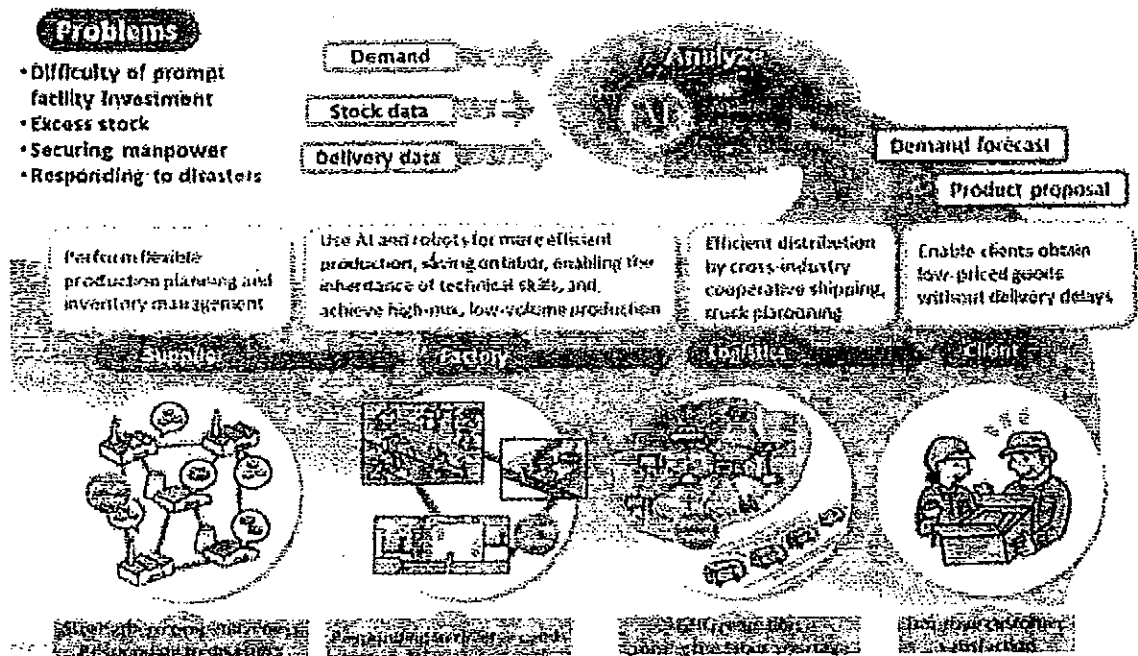 Problems
• Difficulty of prompt
facility Investment
• Excess stock
• Securing manpower
• Responding to disasters
Demand
Stock data
Delivery data
Analyze
AI
Demand forecast
Product proposal
Perform flexible
production planning and
inventory management
Use AI and robots for more efficient
production, saving on labor, enabling the
inheritance of technical skills, and,
achieve high-mix, low-volume production
Efficient distribution
by cross-industry
cooperative shipping,
truck platooning
Enable clients obtain
low-priced goods
without delivery delays
Supplier
Factory
Logistics
Client
customer
satisfaction